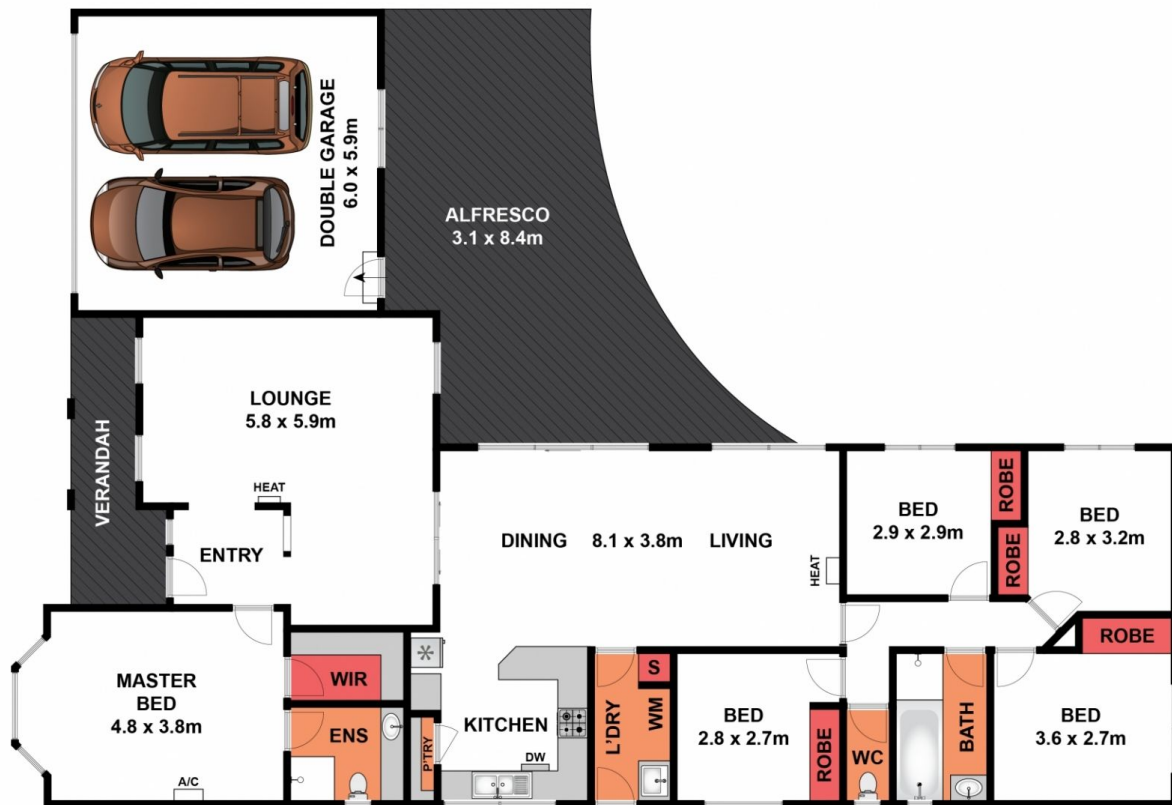 DOUBLE GARAGE
6.0 x 5.9m
ALFRESCO
3.1 x 8.4m
VERANDAH
LOUNGE
5.8 x 5.9m
HEAT
ENTRY
DINING 8.1 x 3.8m LIVING
HEAT
BED
2.9 x 2.9m
ROBE
ROBE
BED
2.8 x 3.2m
ROBE
MASTER
BED
4.8 x 3.8m
A/C
WIR
ENS
P'TRY
KITCHEN
DW
L'DRY
S
WM
BED
2.8 x 2.7m
ROBE
WC
BATH
BED
3.6 x 2.7m